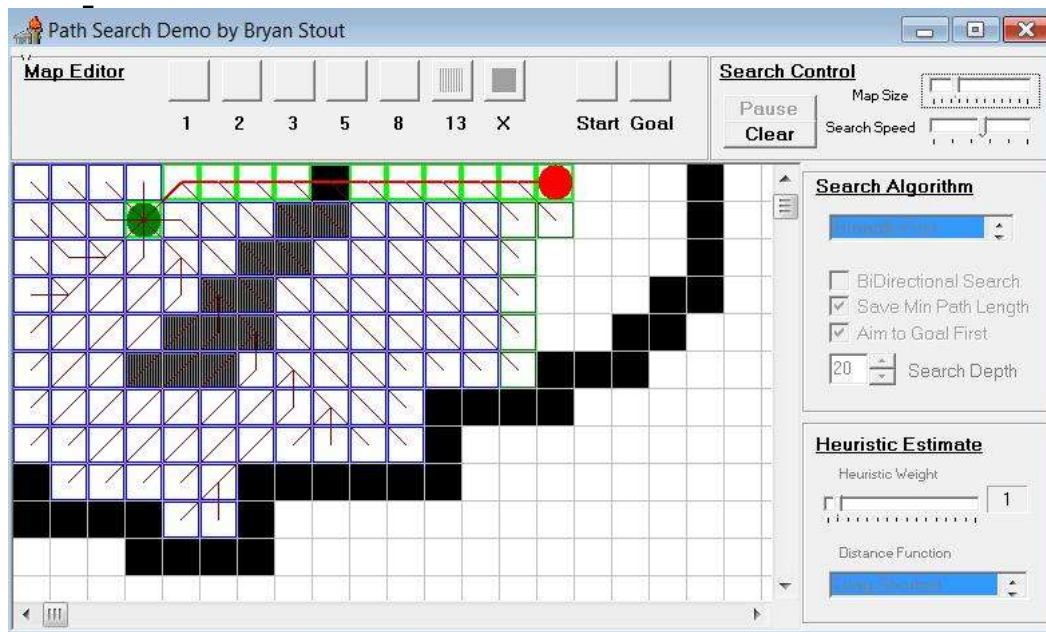 Path Search Demo by Bryan Stout
Map Editor
1 2 3 5 8 13 X Start Goal
Search Control
Map Size
Pause
Clear
Search Speed
Search Algorithm
BiDirectional Search
Save Min Path Length
Aim to Goal First
20 Search Depth
Heuristic Estimate
Heuristic Weight
1
Distance Function